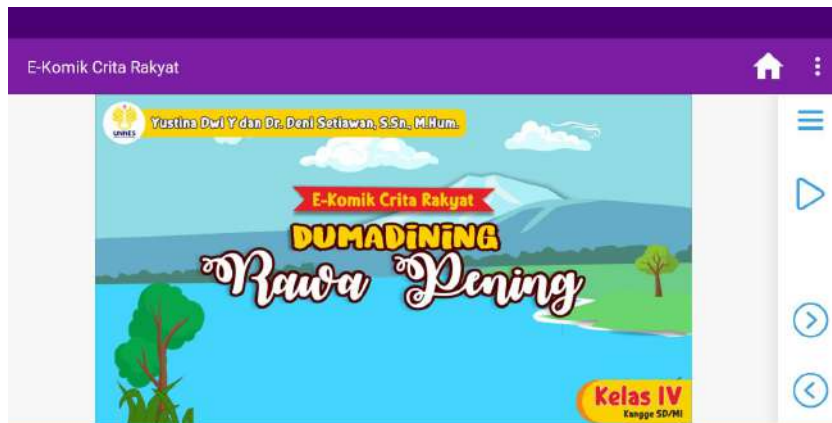 E-Komik Crita Rakyat
UNNES
Yustina Dwi Y dan Dr. Deni Setiawan, S.Sn., M.Hum.
E-Komik Crita Rakyat
DUMADINING
Rawa Pening
Kelas IV
Kangge SD/MI